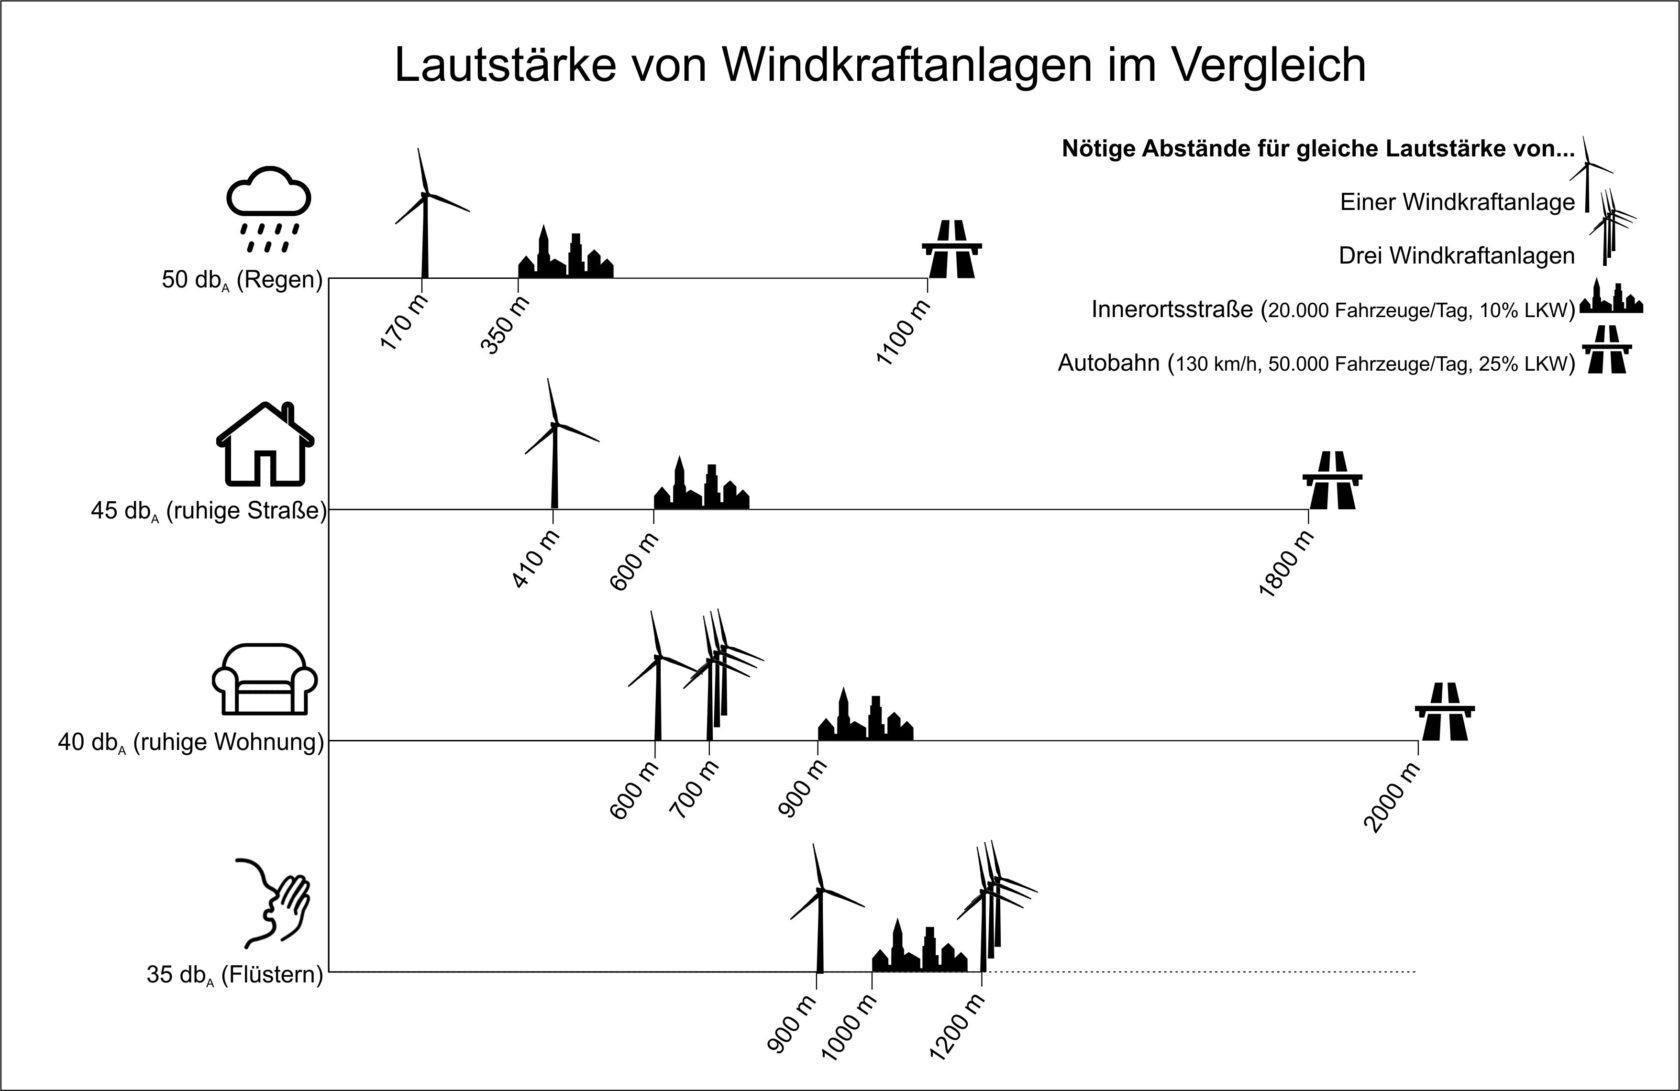 Lautstärke von Windkraftanlagen im Vergleich
Nötige Abstände für gleiche Lautstärke von...
Einer Windkraftanlage
Drei Windkraftanlagen
Innerortsstraße (20.000 Fahrzeuge/Tag, 10% LKW)
Autobahn (130 km/h, 50.000 Fahrzeuge/Tag, 25% LKW)
50 dbA (Regen)
170 m
350 m
1100 m
45 dbA (ruhige Straße)
410 m
600 m
1800 m
40 dbA (ruhige Wohnung)
600 m
700 m
900 m
2000 m
35 dbA (Flüstern)
900 m
1000 m
1200 m